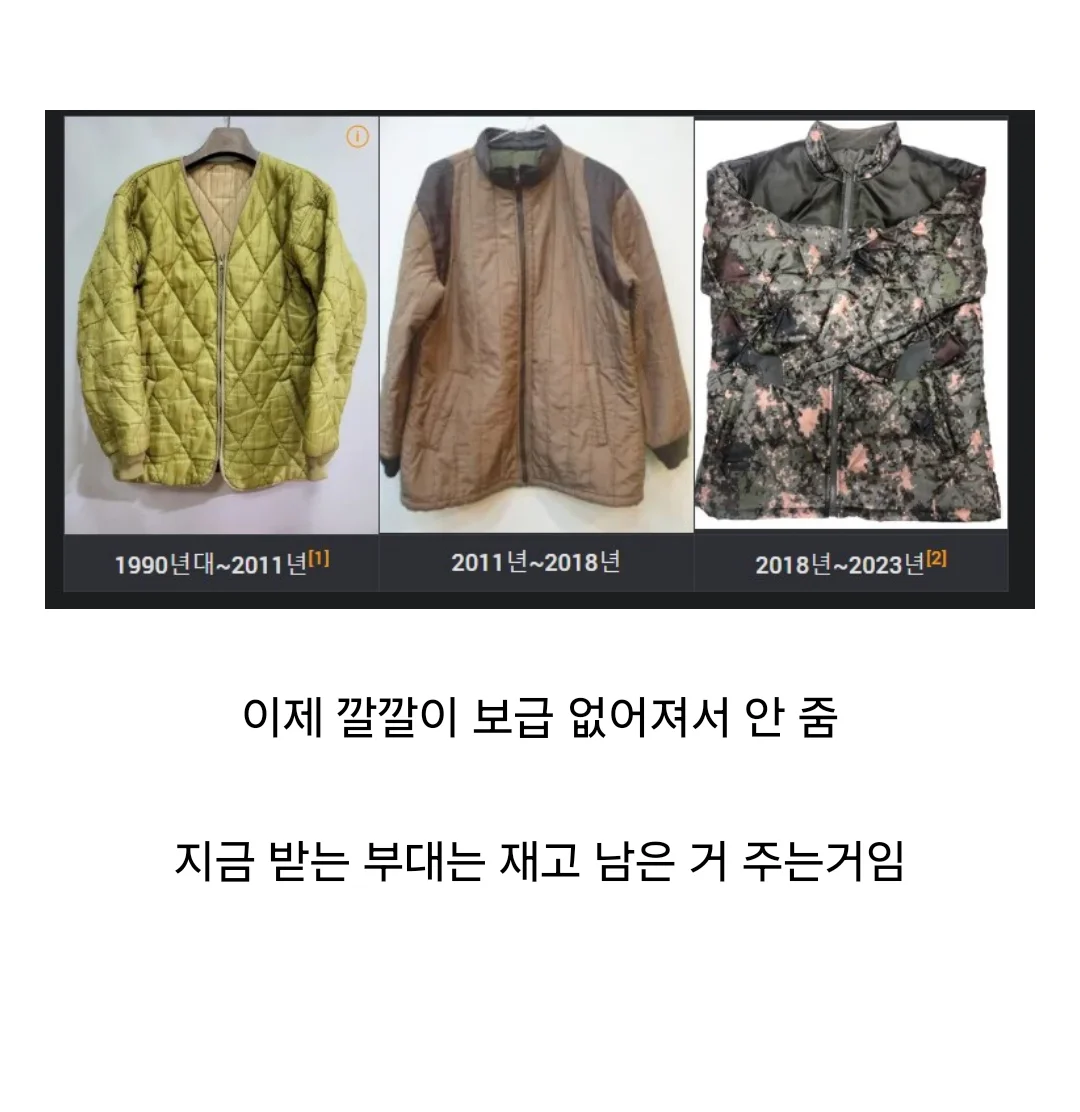 1990년대~2011년[1]
2011년~2018년
2018년~2023년[2]
이제 깔깔이 보급 없어져서 안 줌
지금 받는 부대는 재고 남은 거 주는거임